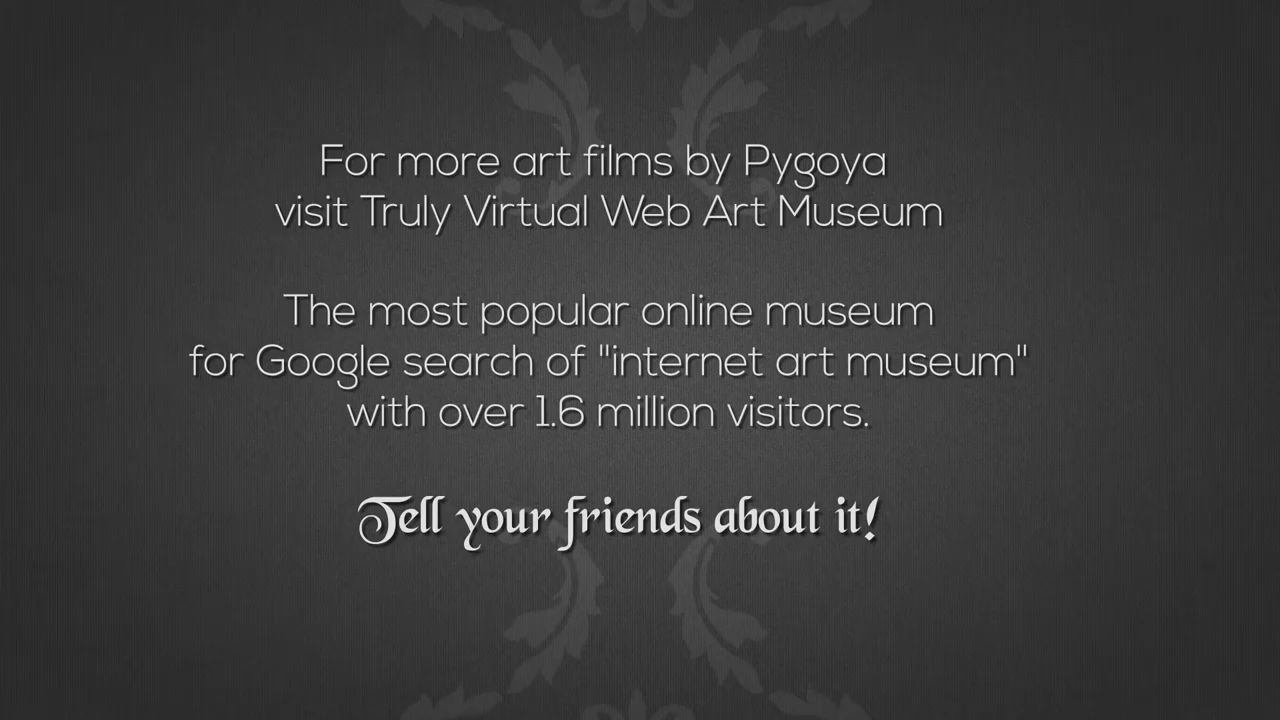 For more art films by Pygoya
visit Truly Virtual Web Art Museum
The most popular online museum
for Google search of "internet art museum"
with over 1.6 million visitors.
Tell your friends about it!